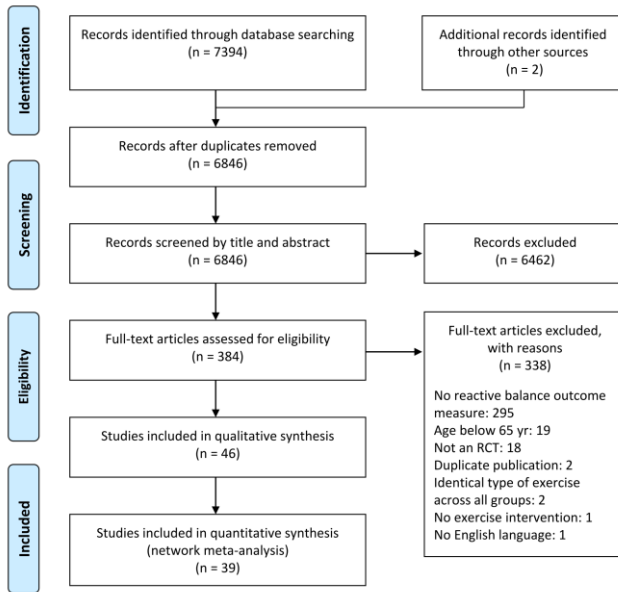 Identification
Records identified through database searching
(n = 7394)
Additional records identified
through other sources
(n = 2)
Records after duplicates removed
(n = 6846)
Screening
Records screened by title and abstract
(n = 6846)
Records excluded
(n = 6462)
Eligibility
Full-text articles assessed for eligibility
(n = 384)
Full-text articles excluded,
with reasons
(n = 338)
No reactive balance outcome
measure: 295
Age below 65 yr: 19
Not an RCT: 18
Duplicate publication: 2
Identical type of exercise
across all groups: 2
No exercise intervention: 1
No English language: 1
Studies included in qualitative synthesis
(n = 46)
Included
Studies included in quantitative synthesis
(network meta-analysis)
(n = 39)